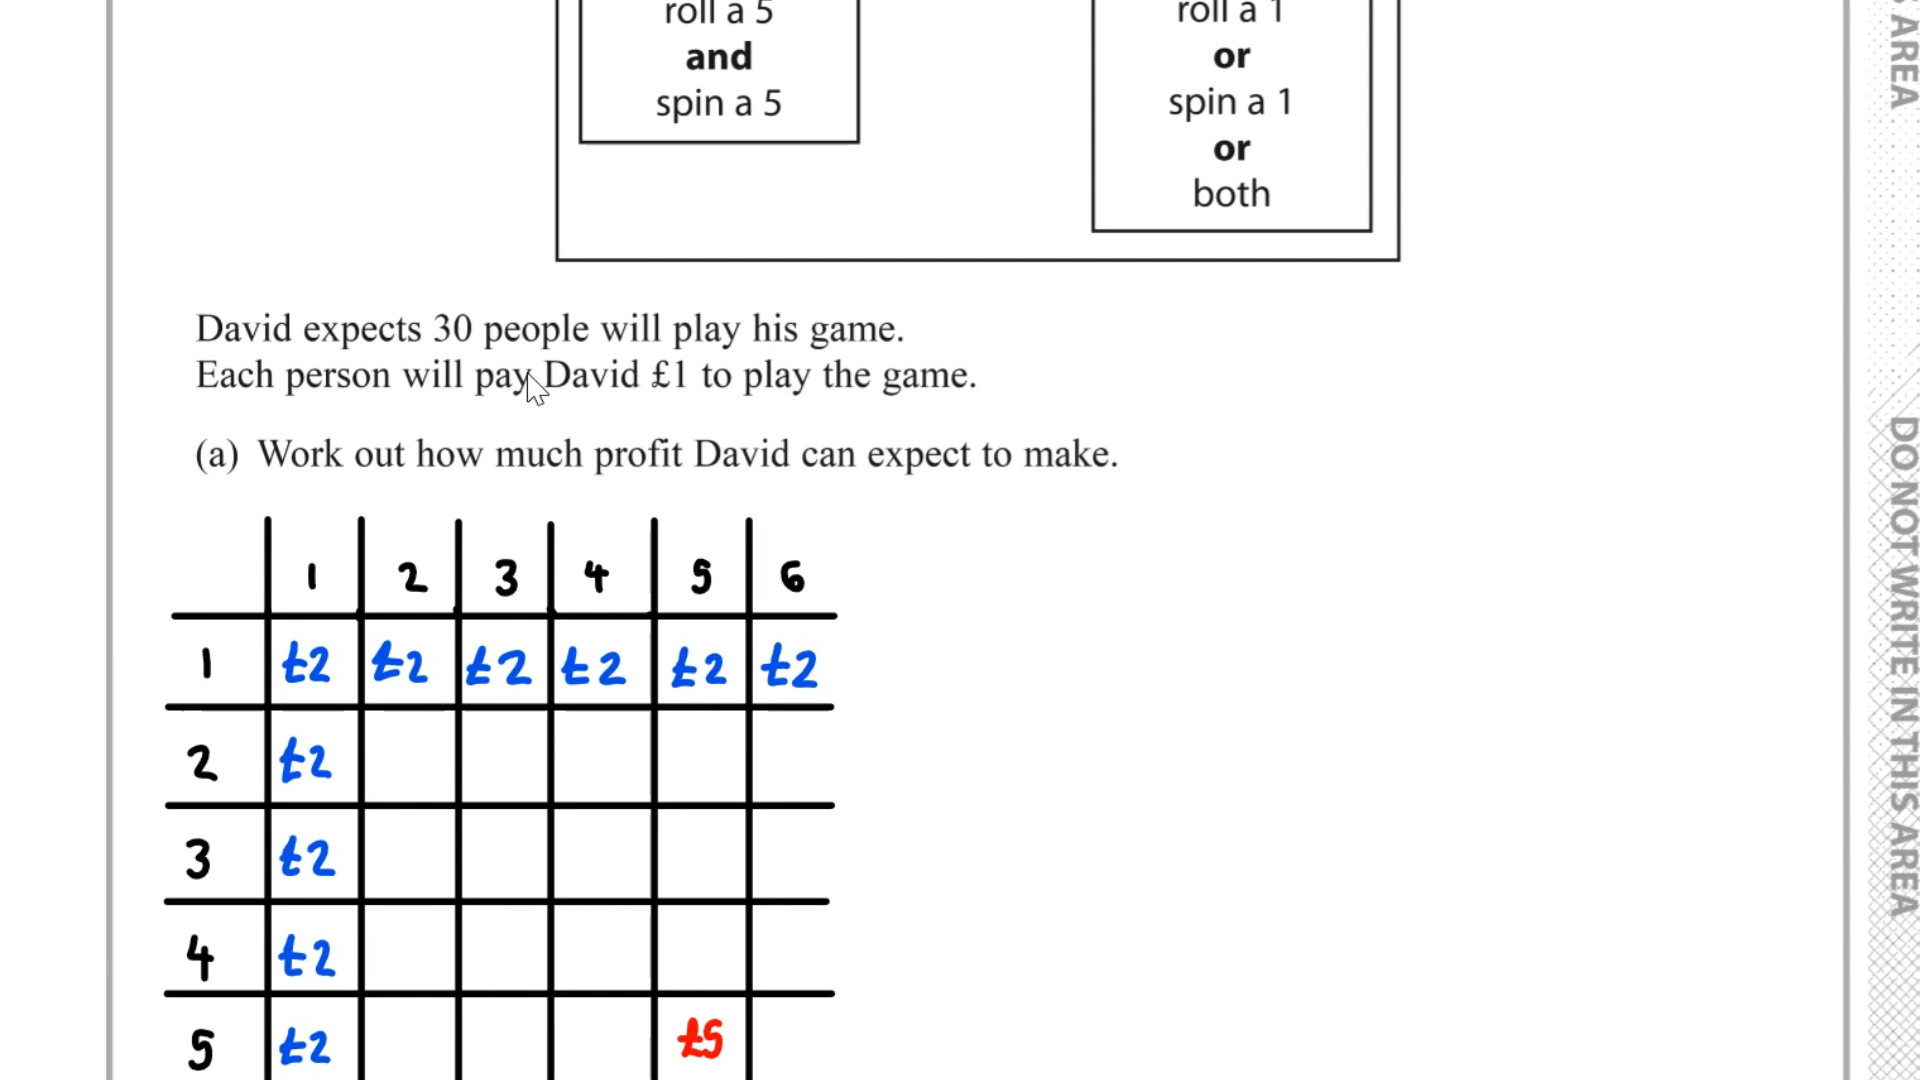 roll a 5
and
spin a 5
roll a 1
or
spin a 1
or
both
David expects 30 people will play his game.
Each person will pay David £1 to play the game.
(a) Work out how much profit David can expect to make.
1 2 3 4 5 6
1 £2 £2 £2 £2 £2 £2
2 £2
3 £2
4 £2
5 £2 £5
AREA
DO NOT WRITE IN THIS AREA